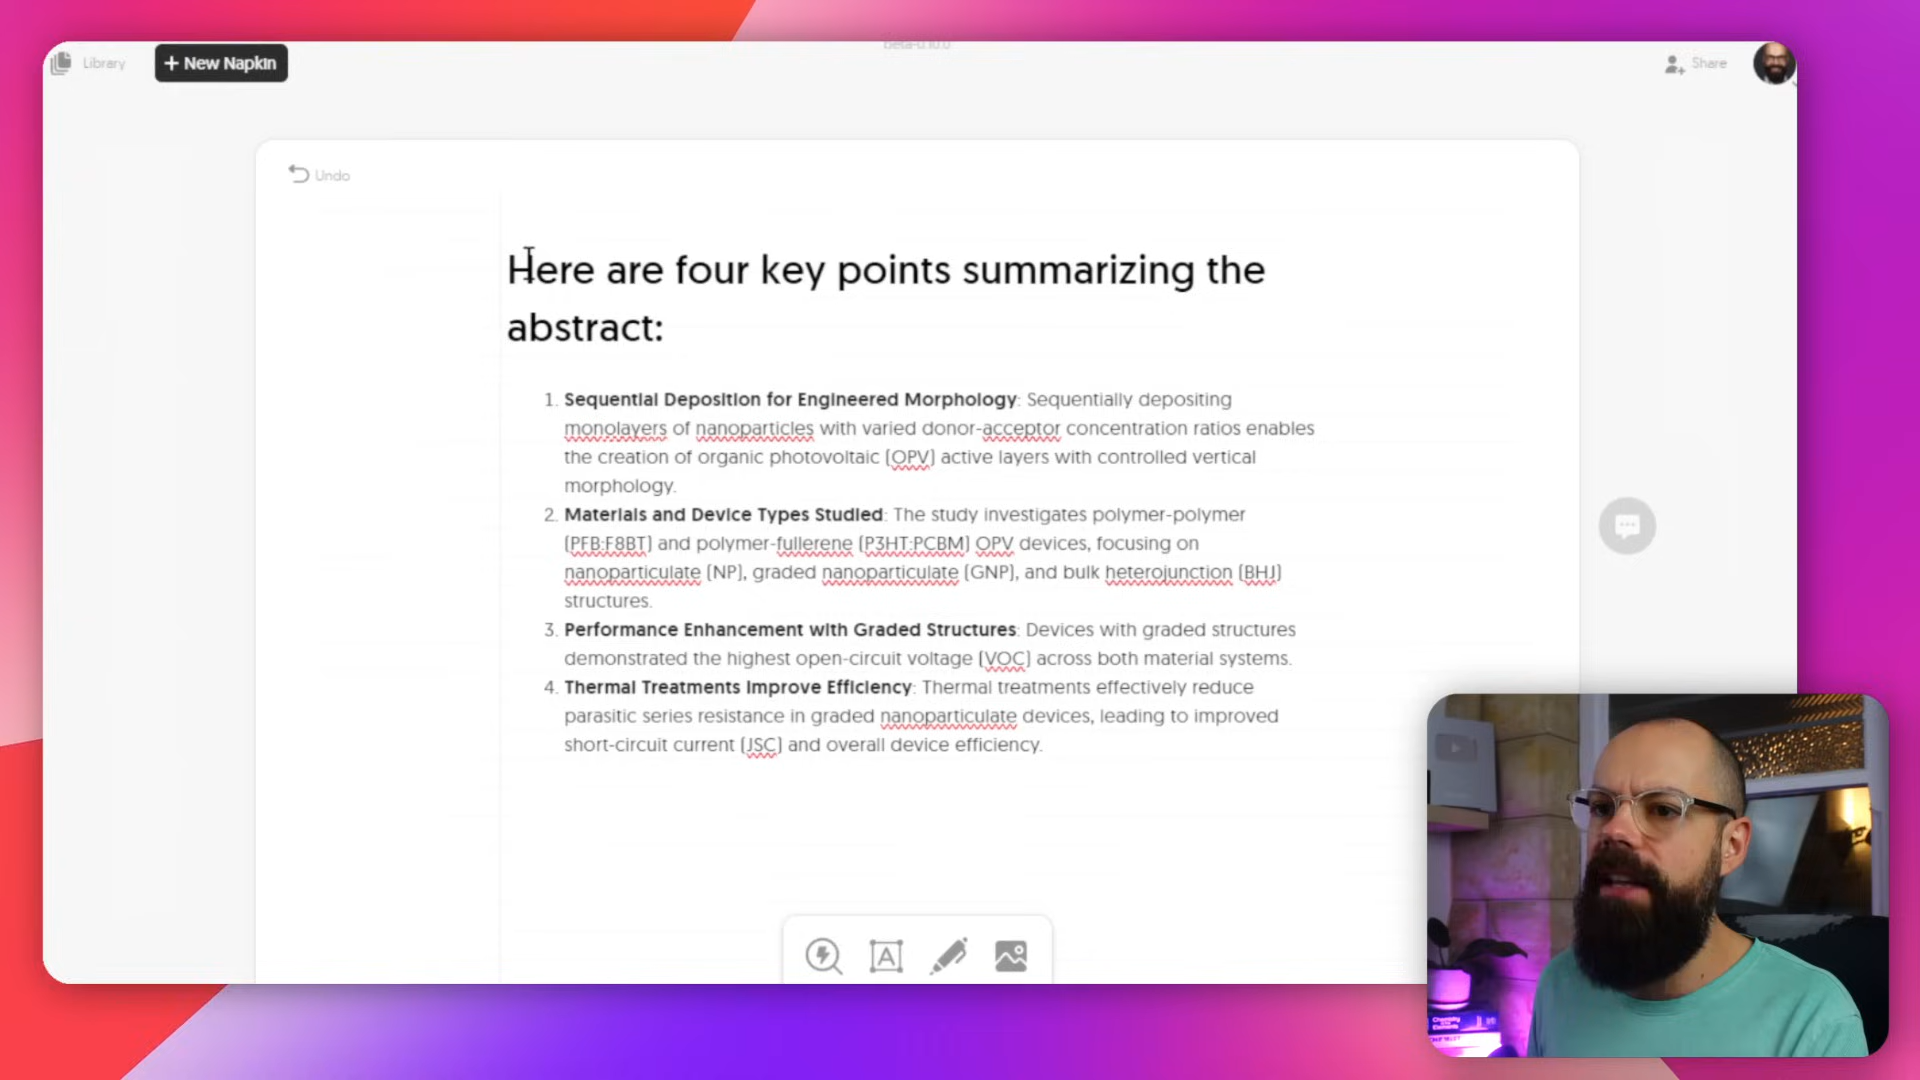 beta-0.10.0
Library
+ New Napkin
Share
Undo
Here are four key points summarizing the
abstract:
1. Sequential Deposition for Engineered Morphology: Sequentially depositing
monolayers of nanoparticles with varied donor-acceptor concentration ratios enables
the creation of organic photovoltaic (OPV) active layers with controlled vertical
morphology.
2. Materials and Device Types Studied: The study investigates polymer-polymer
(PFB:F8BT) and polymer-fullerene (P3HT:PCBM) OPV devices, focusing on
nanoparticulate (NP), graded nanoparticulate (GNP), and bulk heterojunction (BHJ)
structures.
3. Performance Enhancement with Graded Structures: Devices with graded structures
demonstrated the highest open-circuit voltage (VOC) across both material systems.
4. Thermal Treatments Improve Efficiency: Thermal treatments effectively reduce
parasitic series resistance in graded nanoparticulate devices, leading to improved
short-circuit current (JSC) and overall device efficiency.
A
Chemistry